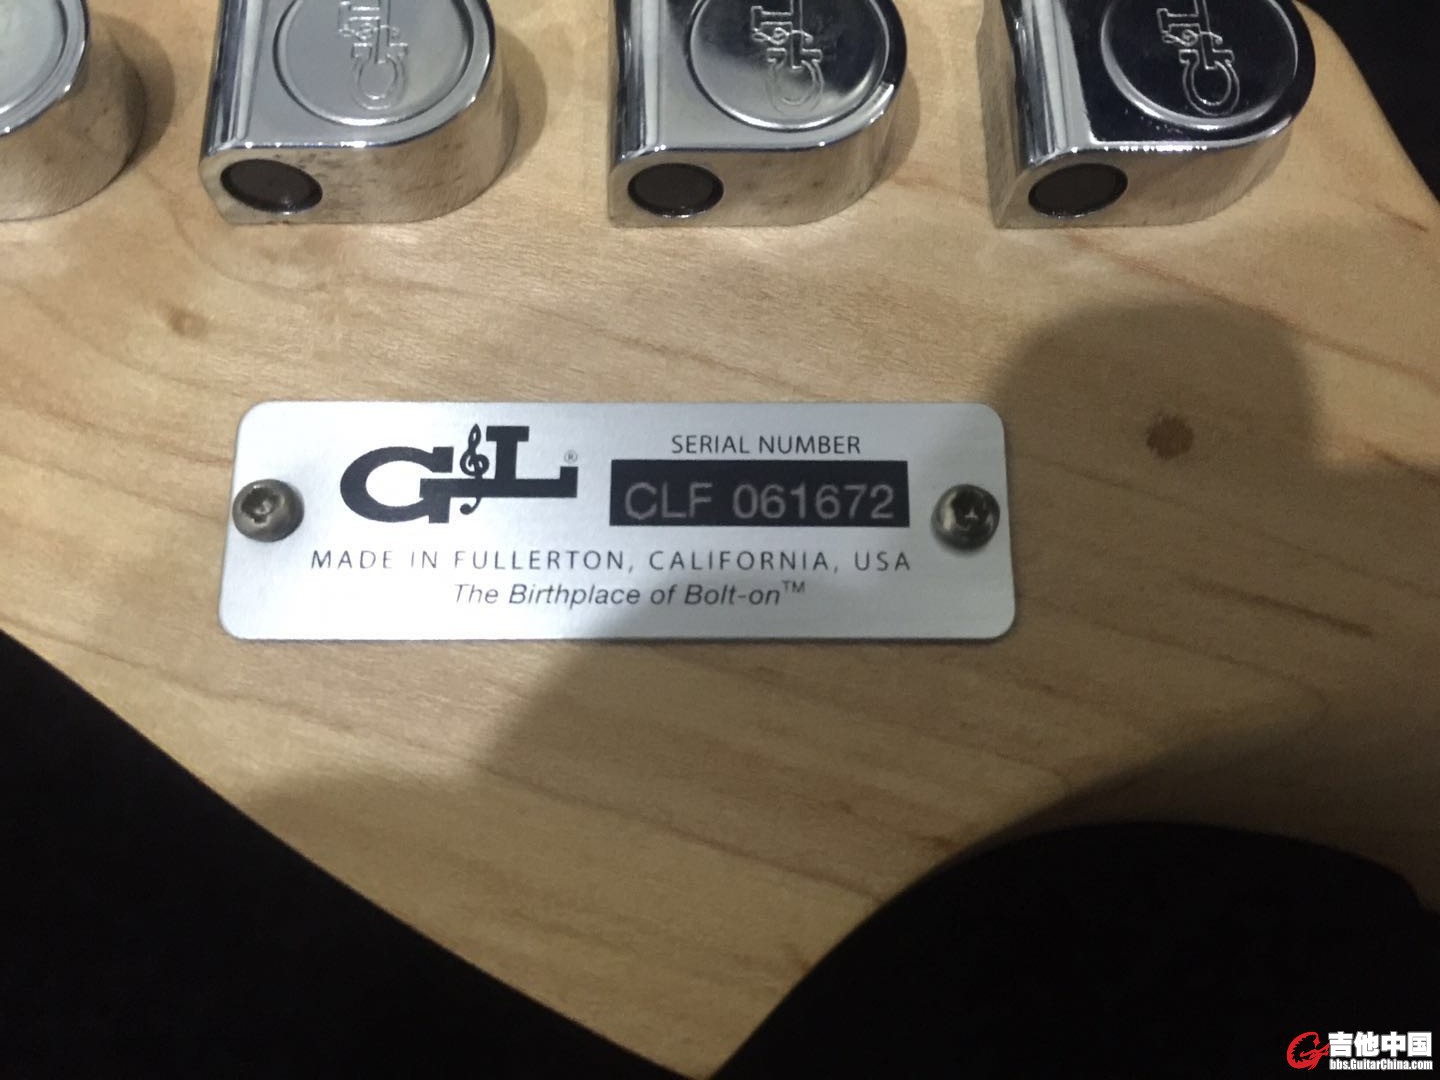 G&L
G&L
G&L
G&L®
SERIAL NUMBER
CLF 061672
MADE IN FULLERTON, CALIFORNIA, USA
The Birthplace of Bolt-on™
吉他中国
bbs.GuitarChina.com